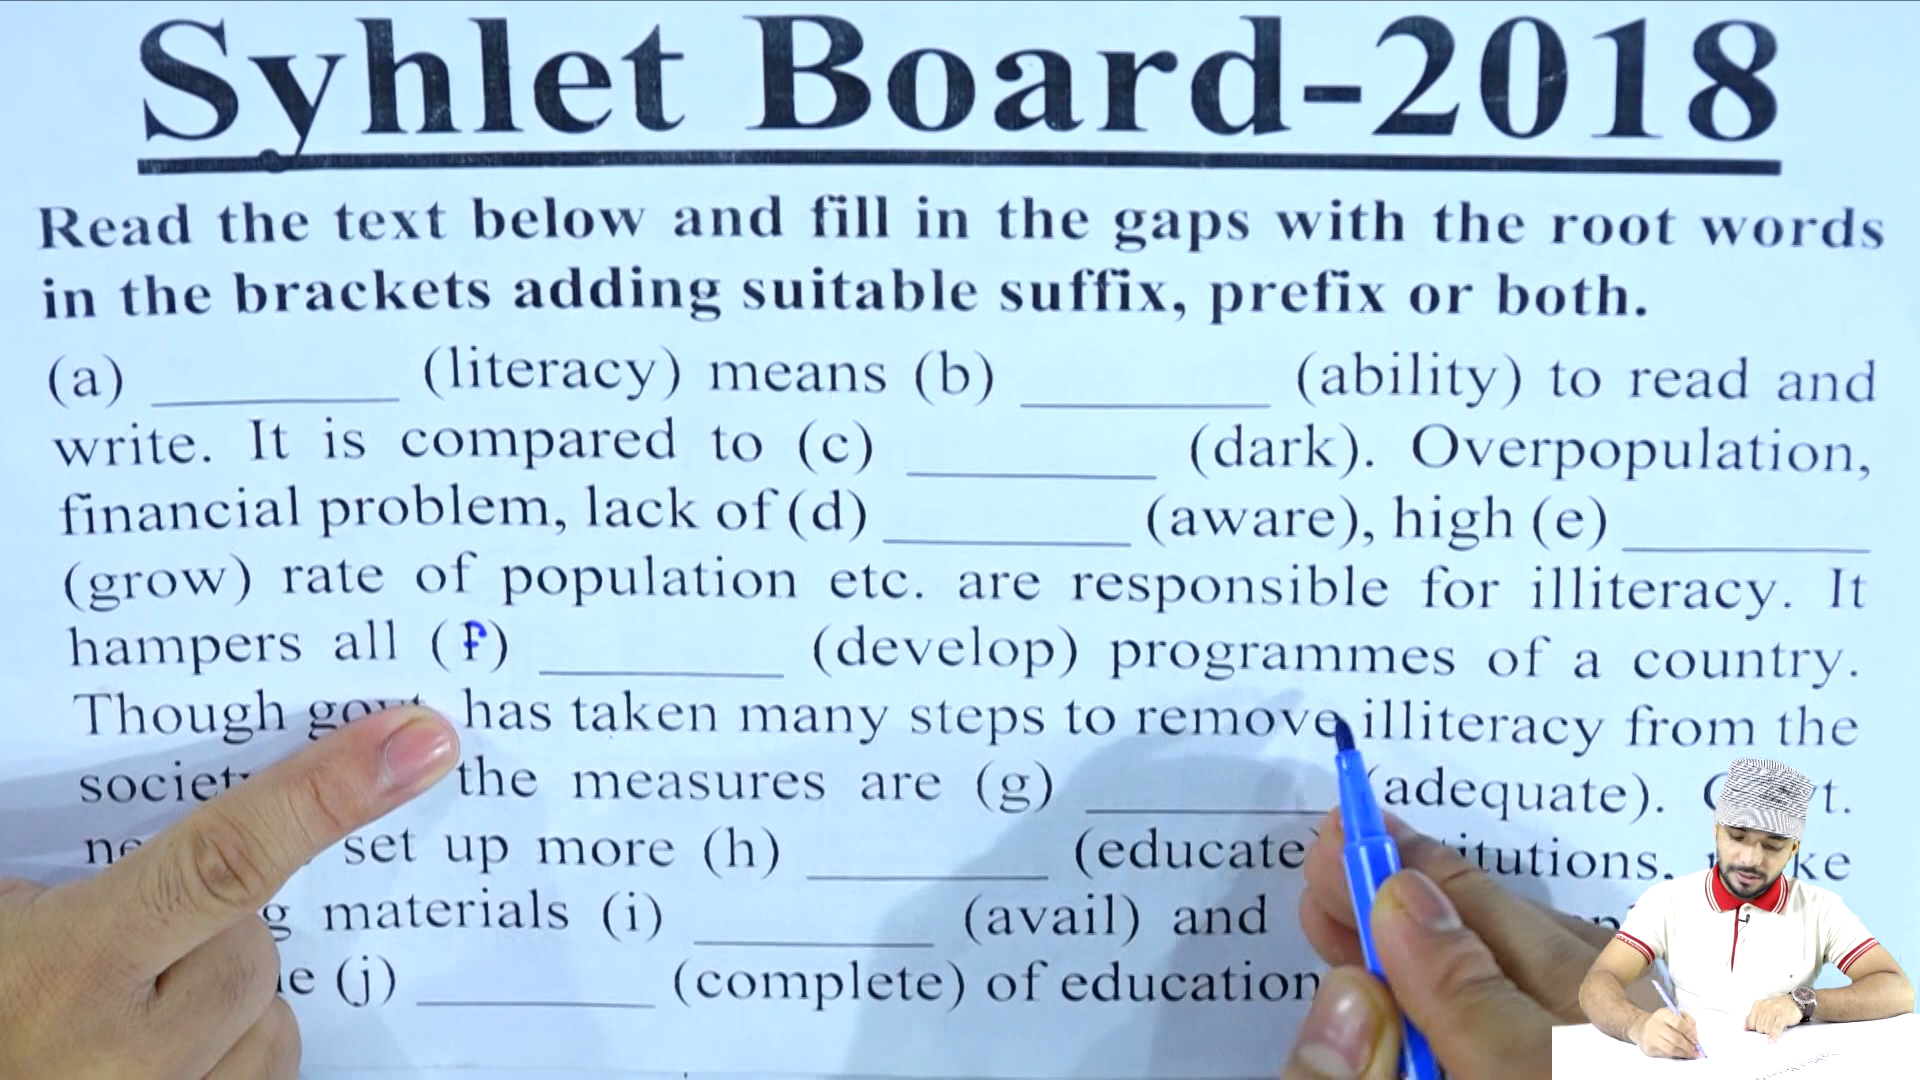 Syhlet Board-2018
Read the text below and fill in the gaps with the root words
in the brackets adding suitable suffix, prefix or both.
(a) ________ (literacy) means (b) ________ (ability) to read and
write. It is compared to (c) ________ (dark). Overpopulation,
financial problem, lack of (d) ________ (aware), high (e) ________
(grow) rate of population etc. are responsible for illiteracy. It
hampers all (f) ________ (develop) programmes of a country.
Though govt. has taken many steps to remove illiteracy from the
the measures are (g) ________ (adequate).
set up more (h) ________ (educate)
materials (i) ________ (avail) and
(j) ________ (complete) of education